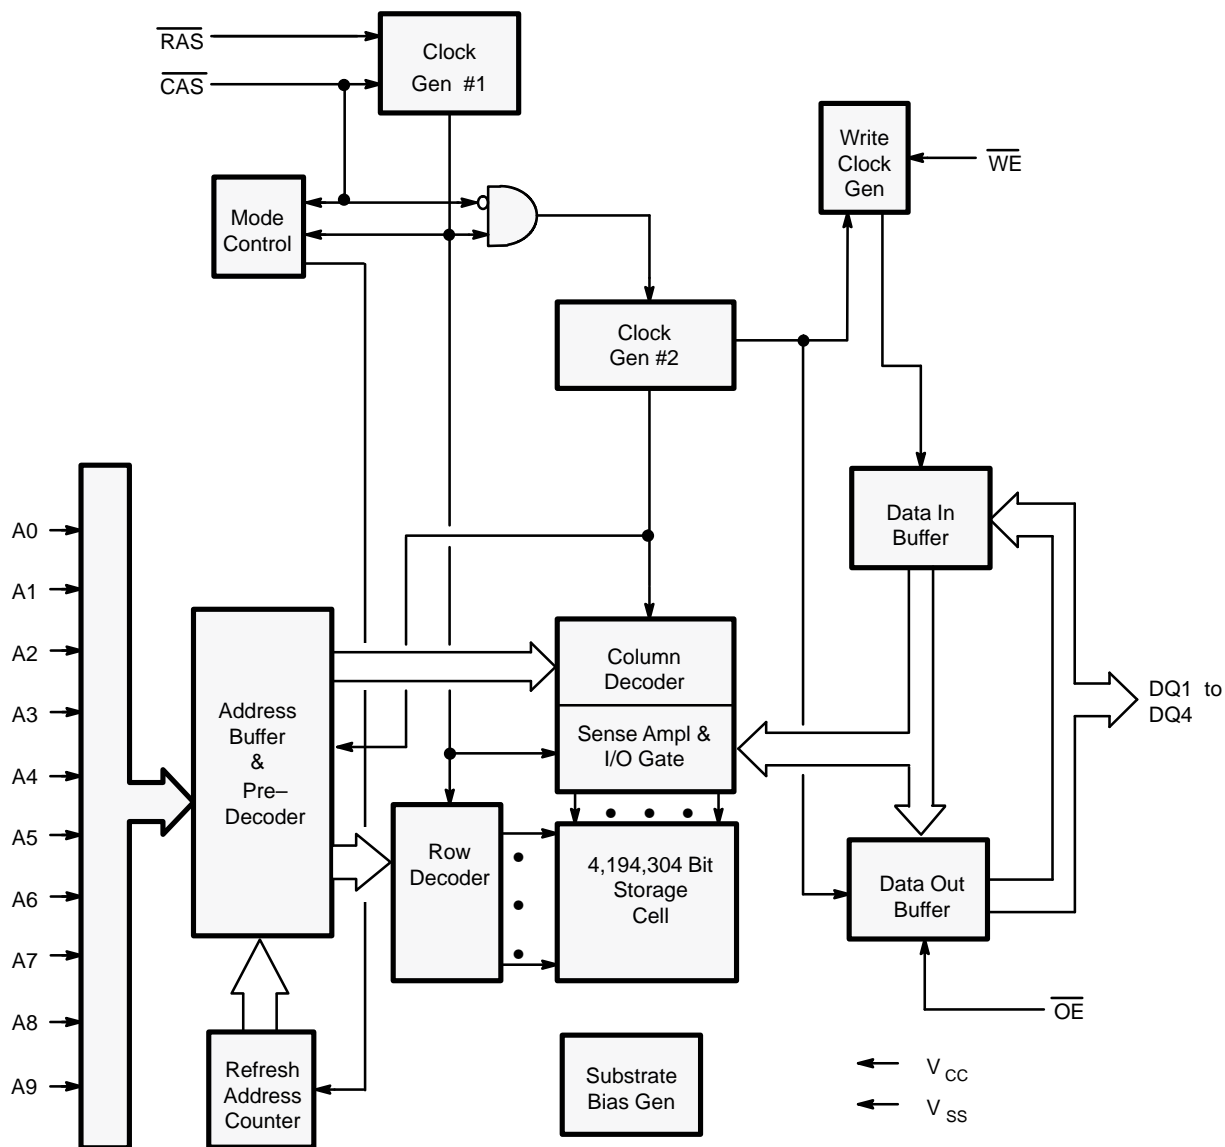 RAS
CAS
Clock
Gen #1
Write
Clock
Gen
WE
Mode
Control
Clock
Gen #2
A0
A1
A2
A3
A4
A5
A6
A7
A8
A9
Address
Buffer
&
Pre–
Decoder
Column
Decoder
Sense Ampl &
I/O Gate
Data In
Buffer
DQ1 to
DQ4
Row
Decoder
4,194,304 Bit
Storage
Cell
Data Out
Buffer
OE
Refresh
Address
Counter
Substrate
Bias Gen
V CC
V SS